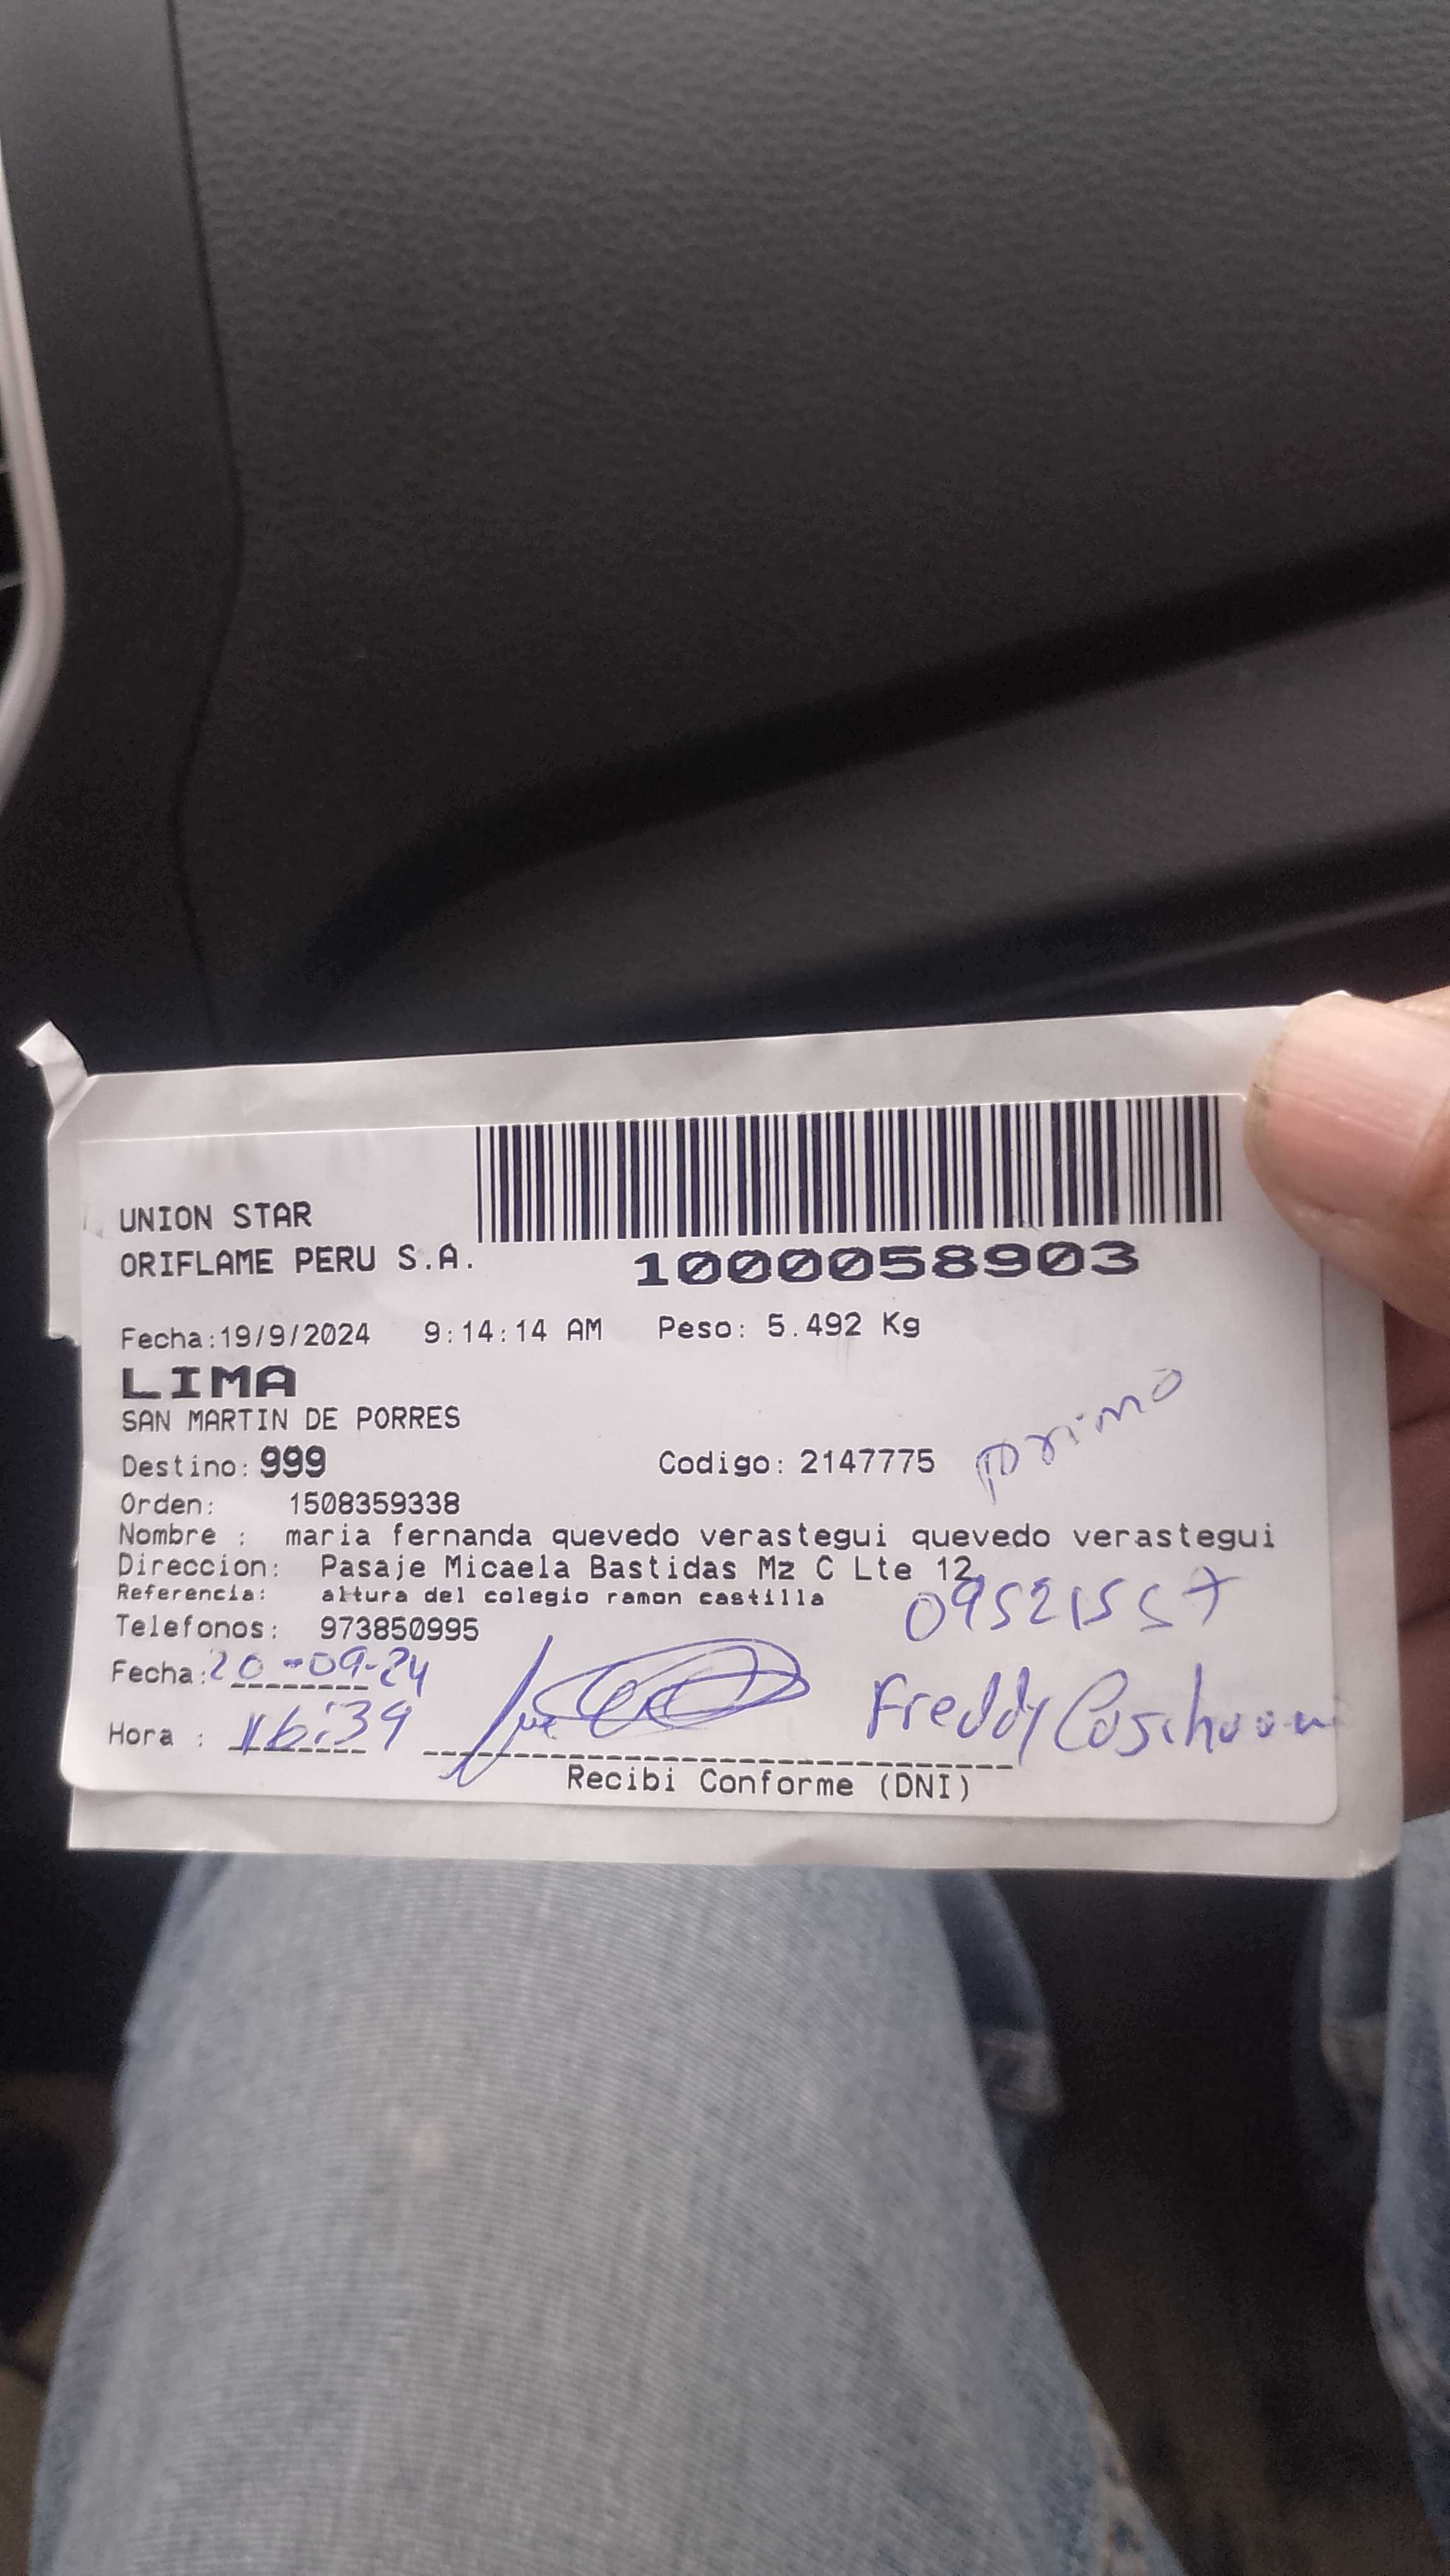 UNION STAR
ORIFLAME PERU S.A.
1000058903
Fecha:19/9/2024 9:14:14 AM Peso: 5.492 Kg
LIMA
SAN MARTIN DE PORRES
primo
Destino: 999 Codigo: 2147775
Orden: 1508359338
Nombre : maria fernanda quevedo verastegui quevedo verastegui
Direccion: Pasaje Micaela Bastidas Mz C Lte 12
Referencia: altura del colegio ramon castilla
09521557
Telefonos: 973850995
Fecha: 20-09-24
Freddy
Hora : 16:39
Recibi Conforme (DNI)